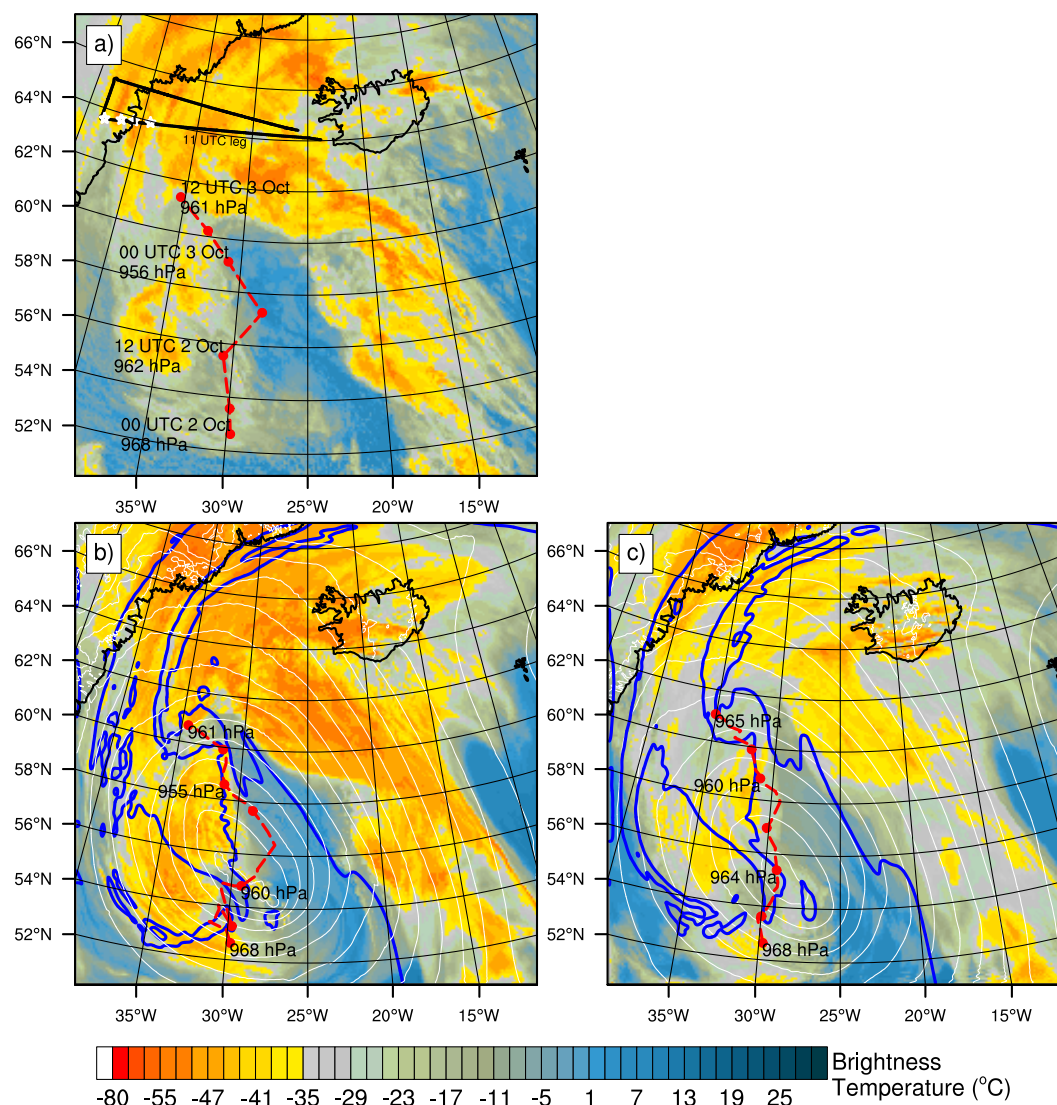 a)
66°N
64°N
62°N
60°N
58°N
56°N
54°N
52°N
11 UTC leg
12 UTC 3 Oct
961 hPa
00 UTC 3 Oct
956 hPa
12 UTC 2 Oct
962 hPa
00 UTC 2 Oct
968 hPa
35°W 30°W 25°W 20°W 15°W
b)
66°N
64°N
62°N
60°N
58°N
56°N
54°N
52°N
961 hPa
955 hPa
960 hPa
968 hPa
35°W 30°W 25°W 20°W 15°W
c)
66°N
64°N
62°N
60°N
58°N
56°N
54°N
52°N
965 hPa
960 hPa
964 hPa
968 hPa
35°W 30°W 25°W 20°W 15°W
-80 -55 -47 -41 -35 -29 -23 -17 -11 -5 1 7 13 19 25
Brightness
Temperature (°C)